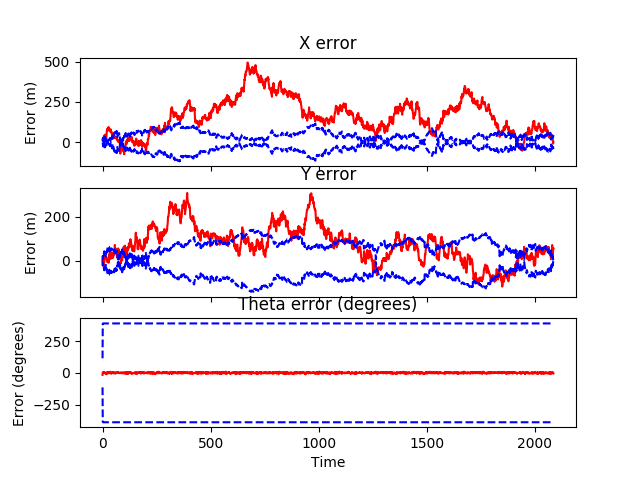 X error
500
250
0
Error (m)
Y error
200
0
Error (m)
Theta error (degrees)
250
0
−250
Error (degrees)
0 500 1000 1500 2000
Time